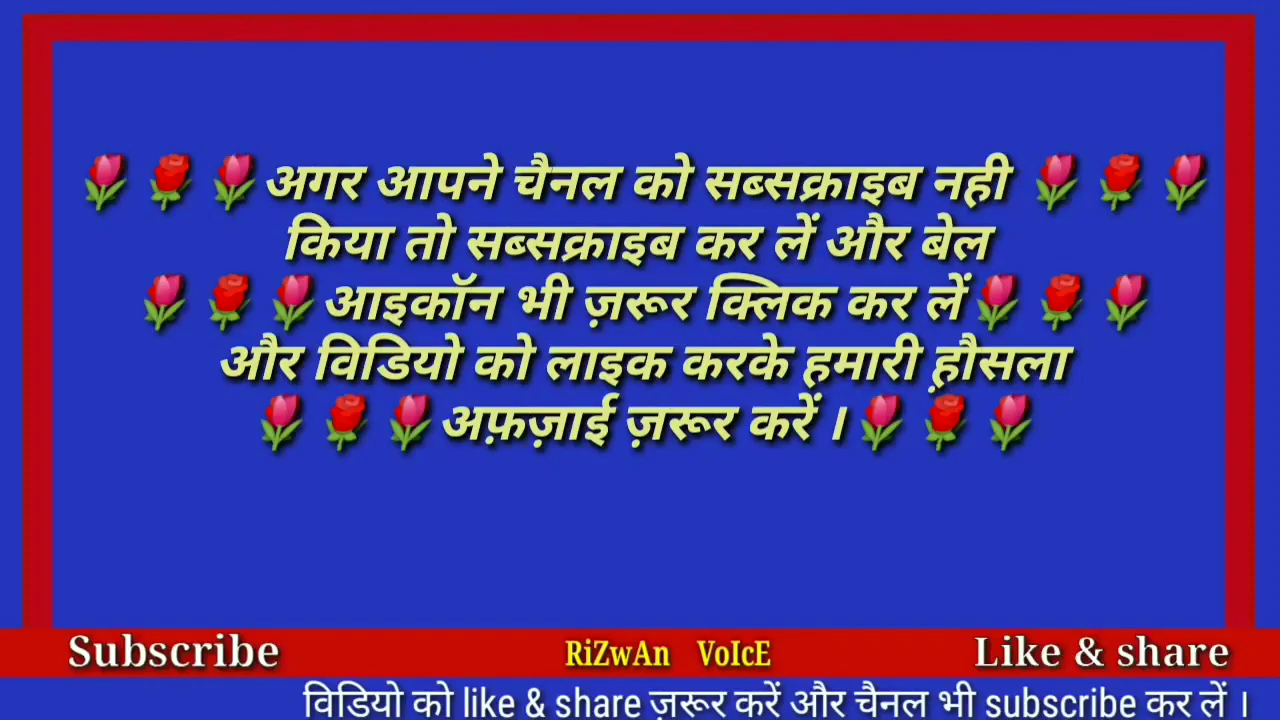 🌷🌹🌷अगर आपने चैनल को सब्सक्राइब नही 🌷🌹🌷
किया तो सब्सक्राइब कर लें और बेल
🌷🌹🌷आइकॉन भी ज़रूर क्लिक कर लें🌷🌹🌷
और विडियो को लाइक करके हमारी ह़ौसला
🌷🌹🌷अफ़ज़ाई ज़रूर करें ।🌷🌹🌷
Subscribe RiZwAn VoIcE Like & share
विडियो को like & share ज़रूर करें और चैनल भी subscribe कर लें ।